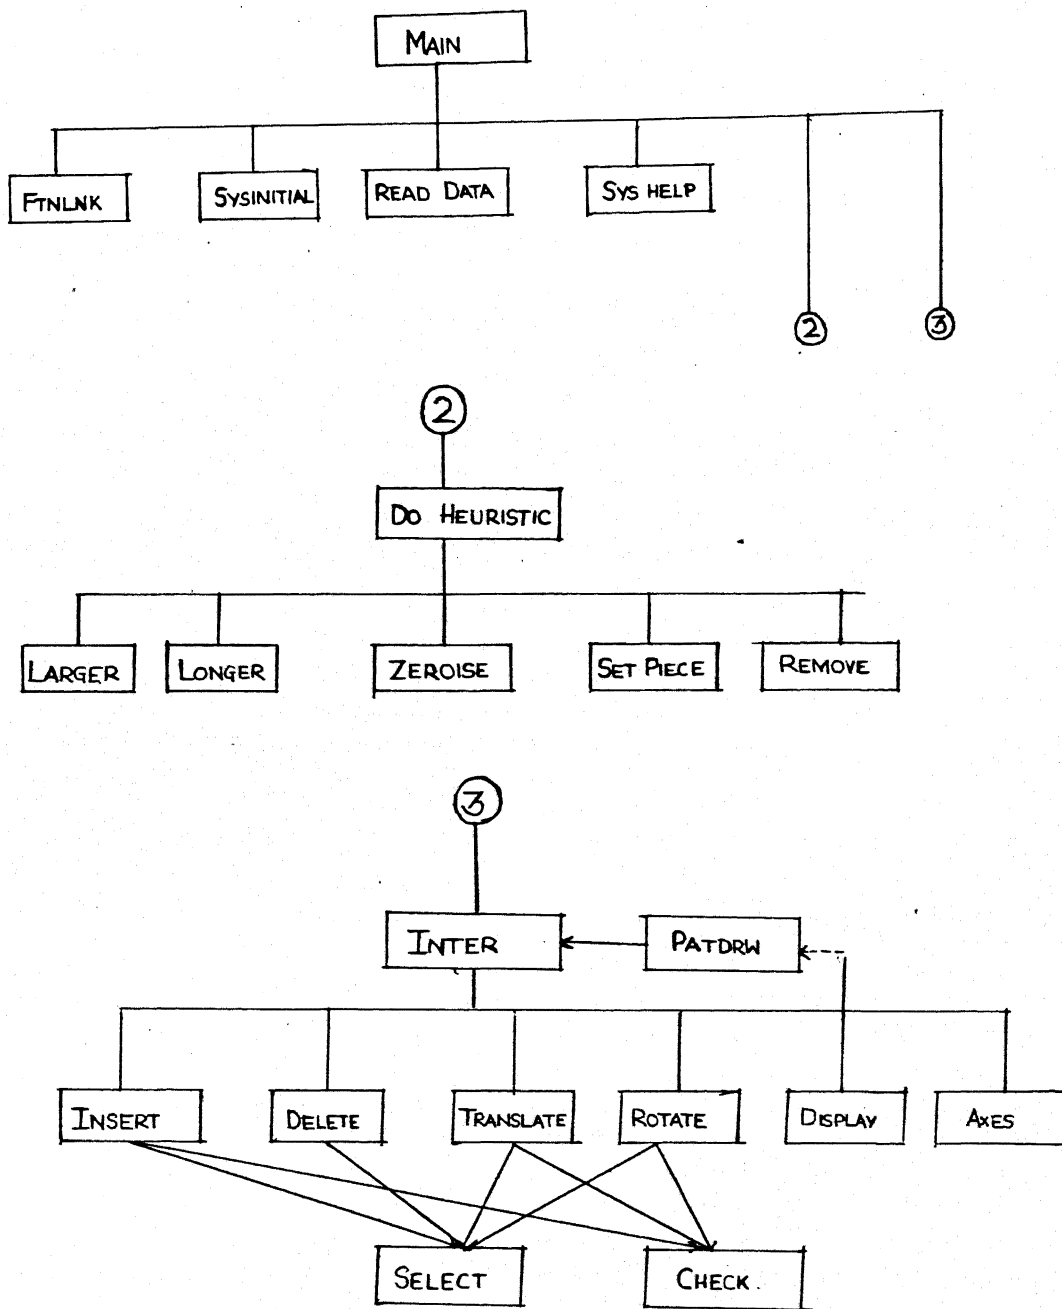 MAIN
FTNLNK
SYSINITIAL
READ DATA
SYS HELP
2
3
2
DO HEURISTIC
LARGER
LONGER
ZEROISE
SET PIECE
REMOVE
3
INTER
PATDRW
INSERT
DELETE
TRANSLATE
ROTATE
DISPLAY
AXES
SELECT
CHECK.